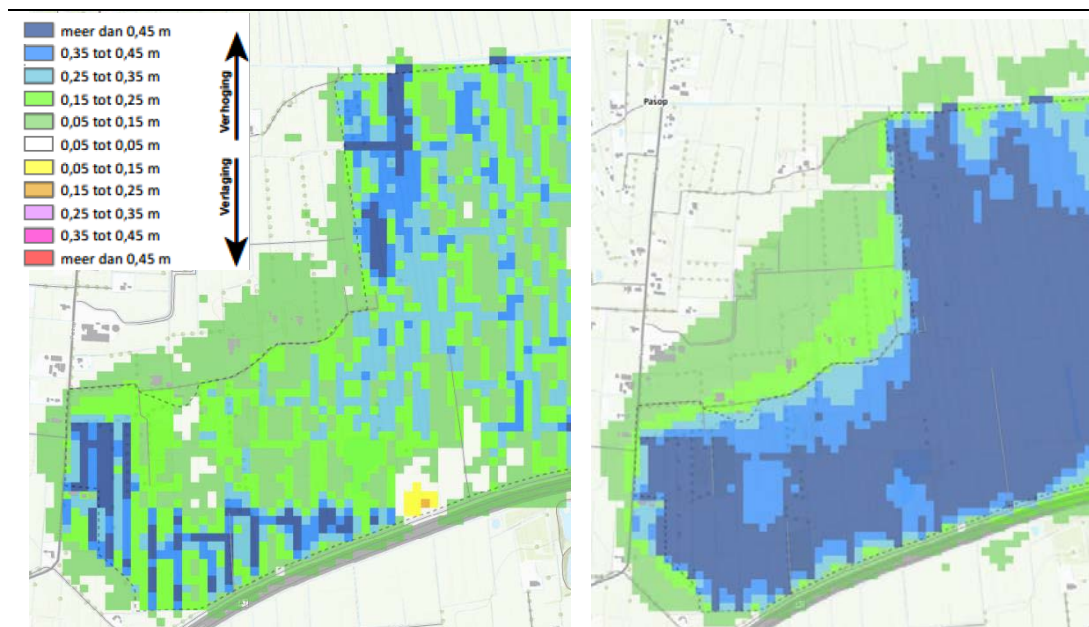 meer dan 0,45 m
0,35 tot 0,45 m
0,25 tot 0,35 m
0,15 tot 0,25 m
0,05 tot 0,15 m
0,05 tot 0,05 m
0,05 tot 0,15 m
0,15 tot 0,25 m
0,25 tot 0,35 m
0,35 tot 0,45 m
meer dan 0,45 m
Verhoging
Verlaging
Pasop